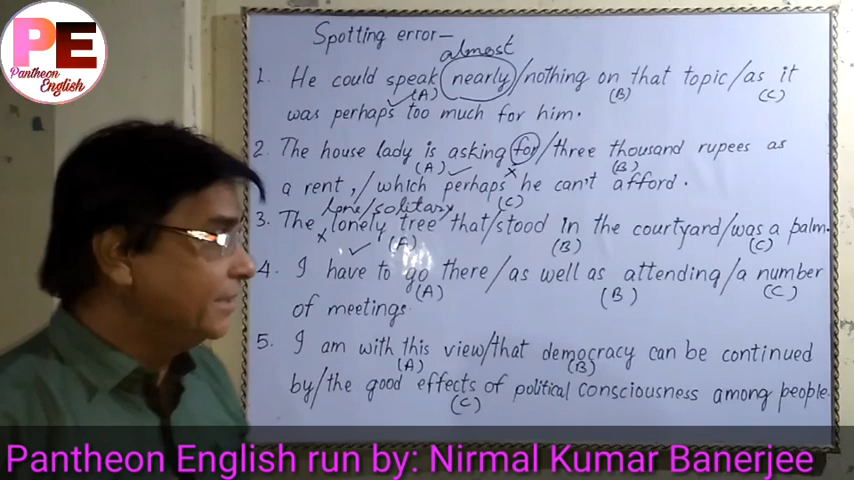 PE
Pantheon
English
Spotting error—
almost
1. He could speak nearly/nothing on that topic/as it
(A) (B) (C)
was perhaps too much for him.
2. The house lady is asking for/three thousand rupees as
(A) (B)
a rent,/which perhaps he can't afford.
(C)
lone/solitary
3. The lonely tree that/stood in the courtyard/was a palm.
(A) (B) (C)
4. I have to go there/as well as attending/a number
(A) (B) (C)
of meetings.
5. I am with this view/that democracy can be continued
(A) (B)
by/the good effects of political consciousness among people.
(C)
Pantheon English run by: Nirmal Kumar Banerjee